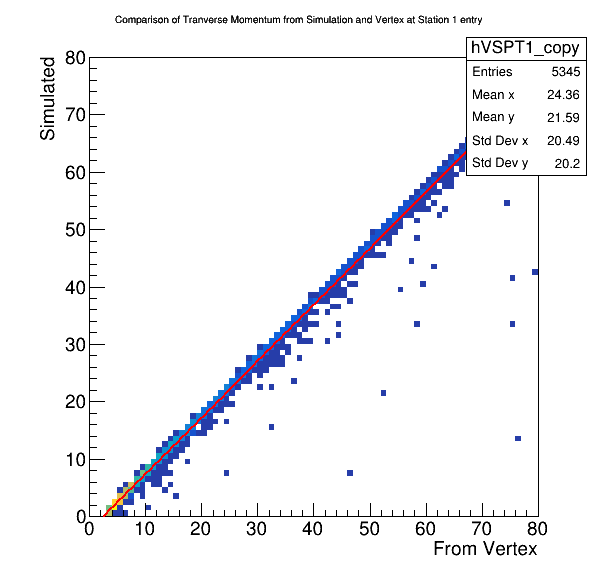 Comparison of Tranverse Momentum from Simulation and Vertex at Station 1 entry
hVSPT1_copy
Entries 5345
Mean x 24.36
Mean y 21.59
Std Dev x 20.49
Std Dev y 20.2
Simulated
80
70
60
50
40
30
20
10
0
0 10 20 30 40 50 60 70 80
From Vertex